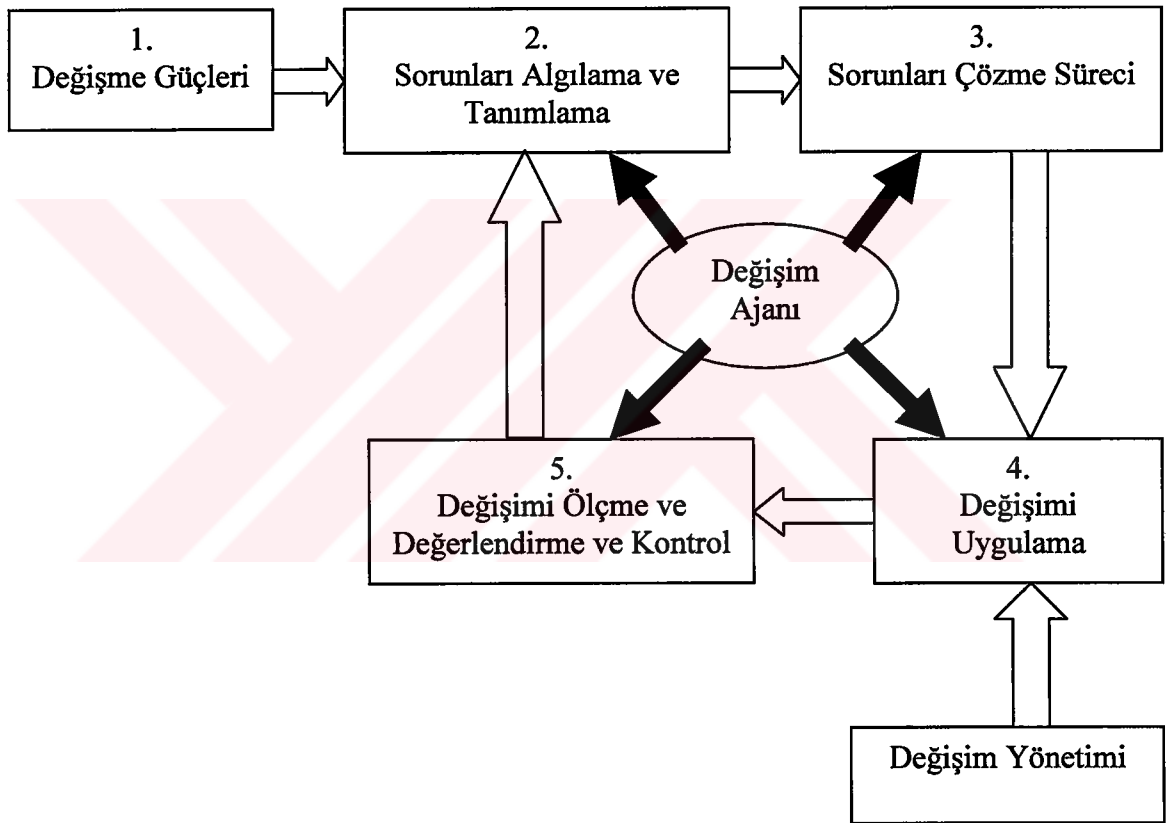 1.
Değişme Güçleri
2.
Sorunları Algılama ve
Tanımlama
3.
Sorunları Çözme Süreci
Değişim
Ajanı
5.
Değişimi Ölçme ve
Değerlendirme ve Kontrol
4.
Değişimi
Uygulama
Değişim Yönetimi